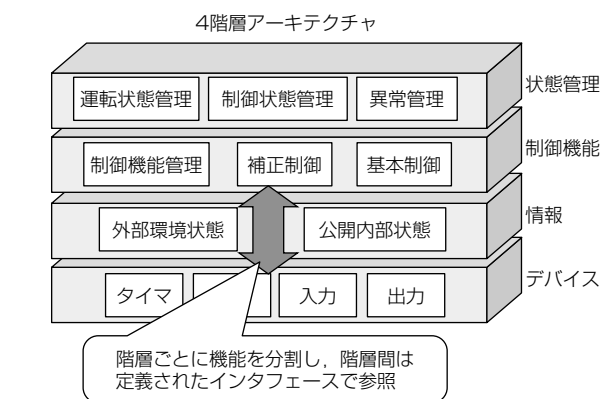 4階層アーキテクチャ
運転状態管理 制御状態管理 異常管理 状態管理
制御機能管理 補正制御 基本制御 制御機能
外部環境状態 公開内部状態 情報
タイマ 入力 出力 デバイス
階層ごとに機能を分割し，階層間は
定義されたインタフェースで参照